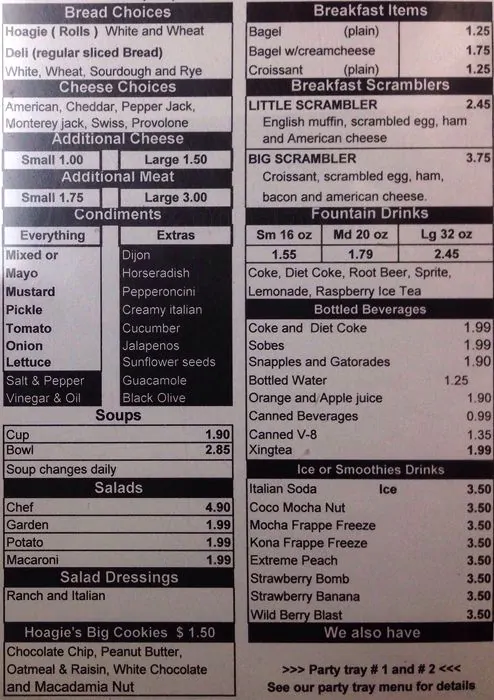 Bread Choices
Hoagie ( Rolls ) White and Wheat
Deli (regular sliced Bread)
White, Wheat, Sourdough and Rye
Cheese Choices
American, Cheddar, Pepper Jack,
Monterey jack, Swiss, Provolone
Additional Cheese
Small 1.00 Large 1.50
Additional Meat
Small 1.75 Large 3.00
Condiments
Everything Extras
Mixed or Dijon
Mayo Horseradish
Mustard Pepperoncini
Pickle Creamy italian
Tomato Cucumber
Onion Jalapenos
Lettuce Sunflower seeds
Salt & Pepper Guacamole
Vinegar & Oil Black Olive
Soups
Cup 1.90
Bowl 2.85
Soup changes daily
Salads
Chef 4.90
Garden 1.99
Potato 1.99
Macaroni 1.99
Salad Dressings
Ranch and Italian
Hoagie's Big Cookies $ 1.50
Chocolate Chip, Peanut Butter,
Oatmeal & Raisin, White Chocolate
and Macadamia Nut
Breakfast Items
Bagel (plain) 1.25
Bagel w/creamcheese 1.75
Croissant (plain) 1.25
Breakfast Scramblers
LITTLE SCRAMBLER 2.45
English muffin, scrambled egg, ham
and American cheese
BIG SCRAMBLER 3.75
Croissant, scrambled egg, ham,
bacon and american cheese.
Fountain Drinks
Sm 16 oz Md 20 oz Lg 32 oz
1.55 1.79 2.45
Coke, Diet Coke, Root Beer, Sprite,
Lemonade, Raspberry Ice Tea
Bottled Beverages
Coke and Diet Coke 1.99
Sobes 1.99
Snapples and Gatorades 1.90
Bottled Water 1.25
Orange and Apple juice 1.90
Canned Beverages 0.99
Canned V-8 1.35
Xingtea 1.99
Ice or Smoothies Drinks
Italian Soda Ice 3.50
Coco Mocha Nut 3.50
Mocha Frappe Freeze 3.50
Kona Frappe Freeze 3.50
Extreme Peach 3.50
Strawberry Bomb 3.50
Strawberry Banana 3.50
Wild Berry Blast 3.50
We also have
>>> Party tray # 1 and # 2 <<<
See our party tray menu for details